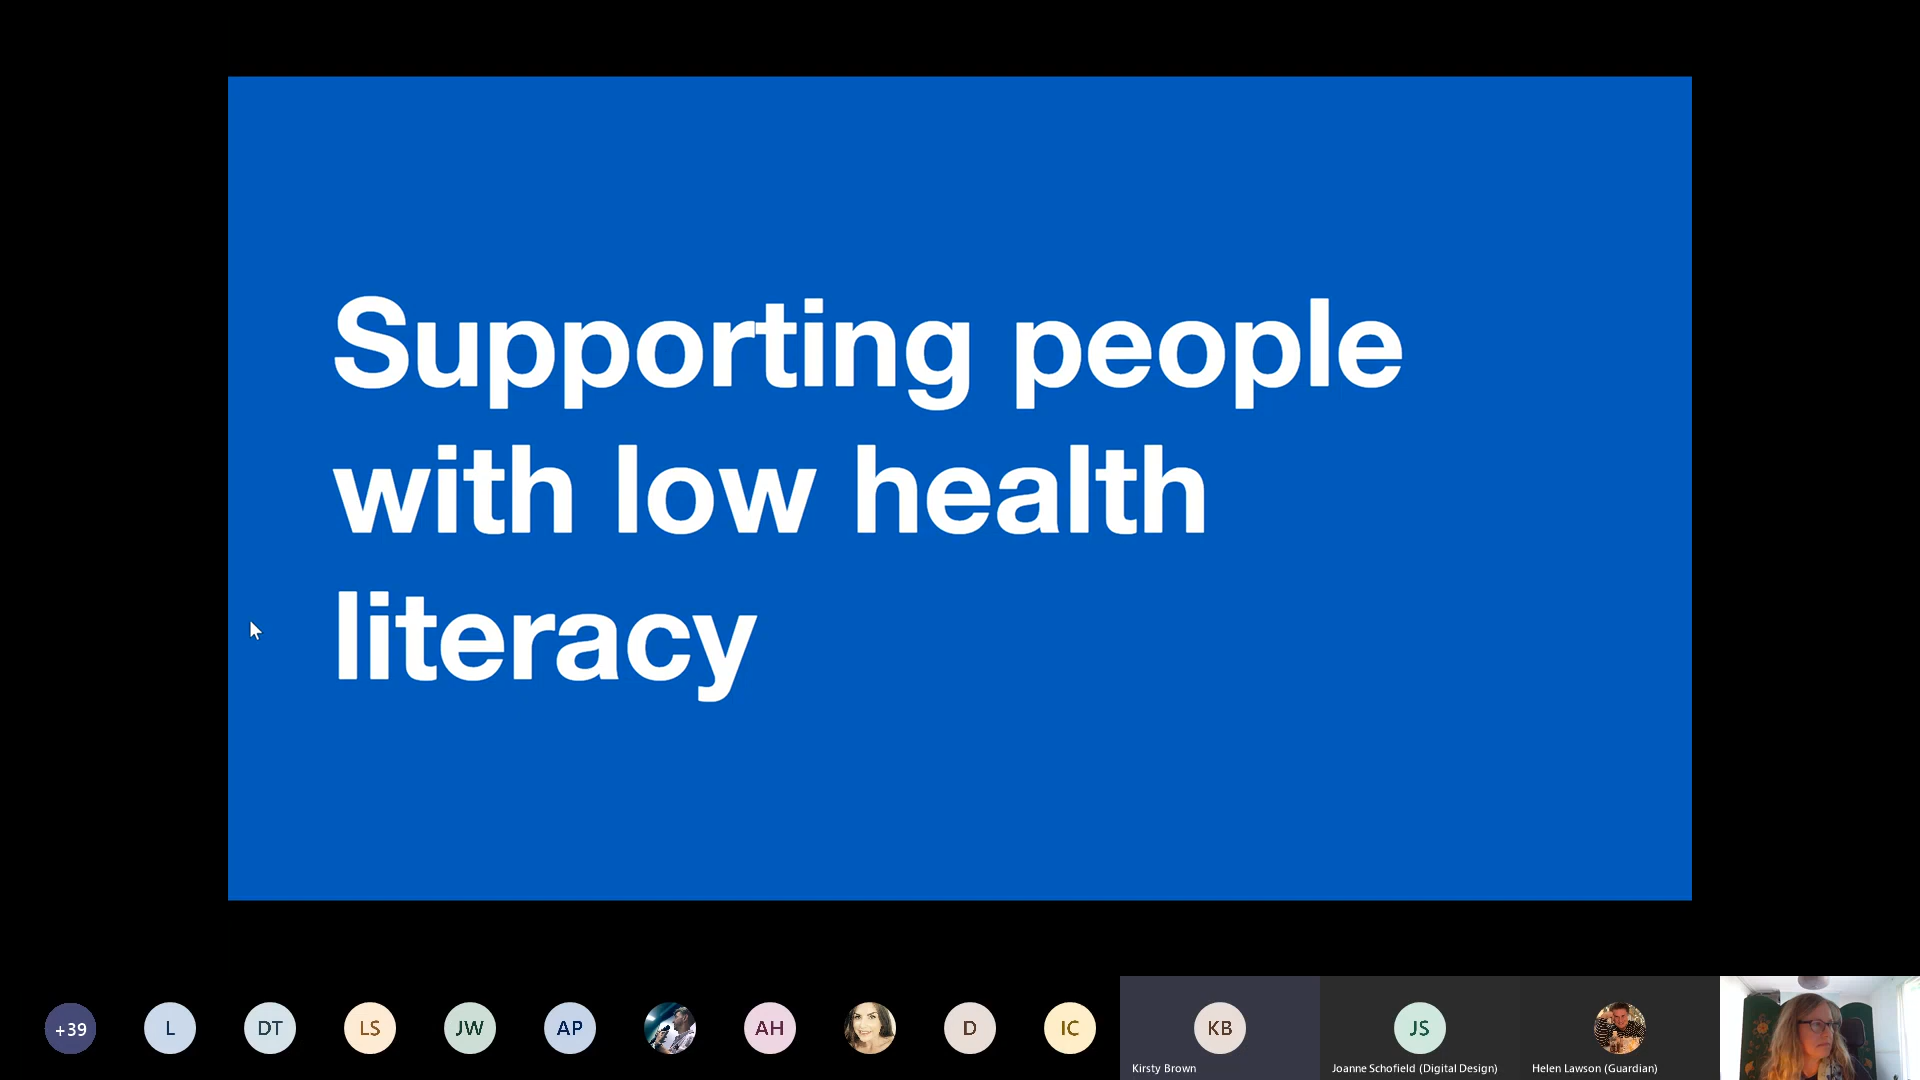 Supporting people
with low health
literacy
+39
L
DT
LS
JW
AP
AH
D
IC
KB
JS
Kirsty Brown
Joanne Schofield (Digital Design)
Helen Lawson (Guardian)